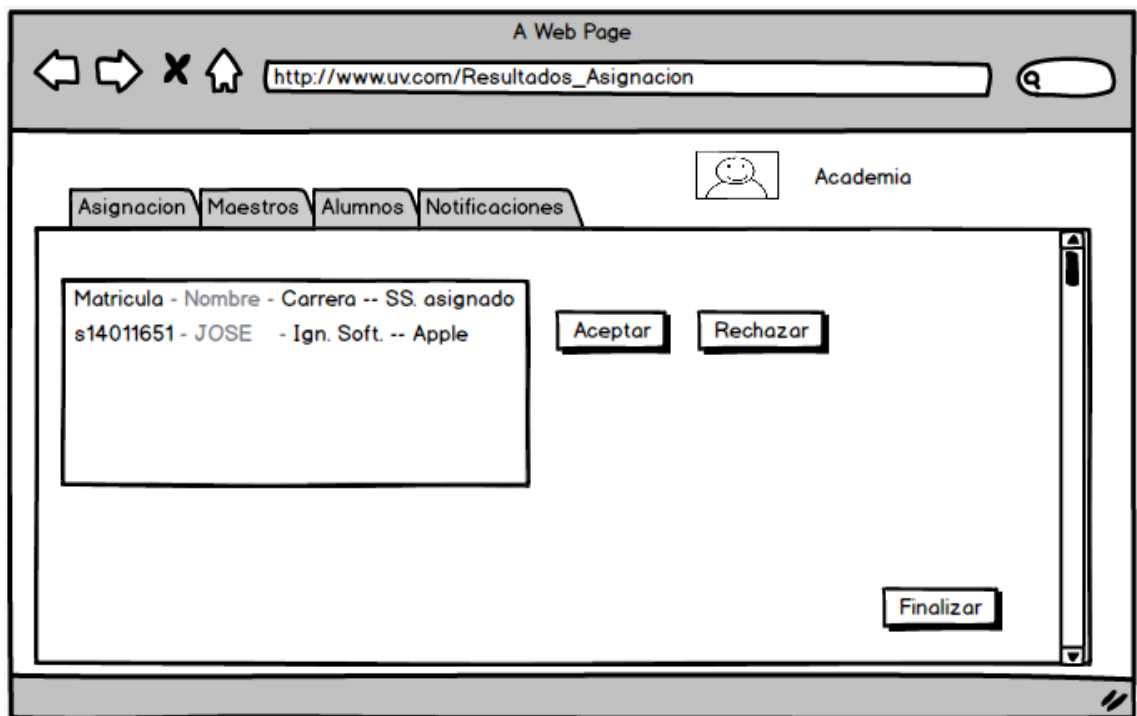 A Web Page
http://www.uv.com/Resultados_Asignacion
Academia
Asignacion Maestros Alumnos Notificaciones
Matricula - Nombre - Carrera -- SS. asignado
s14011651 - JOSE - Ign. Soft. -- Apple
Aceptar Rechazar
Finalizar